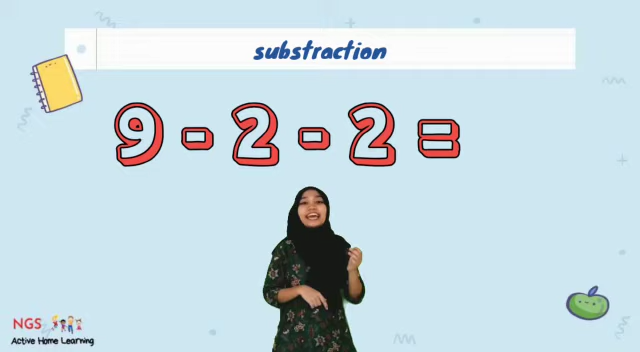 substraction
9 - 2 - 2 =
NGS
Active Home Learning